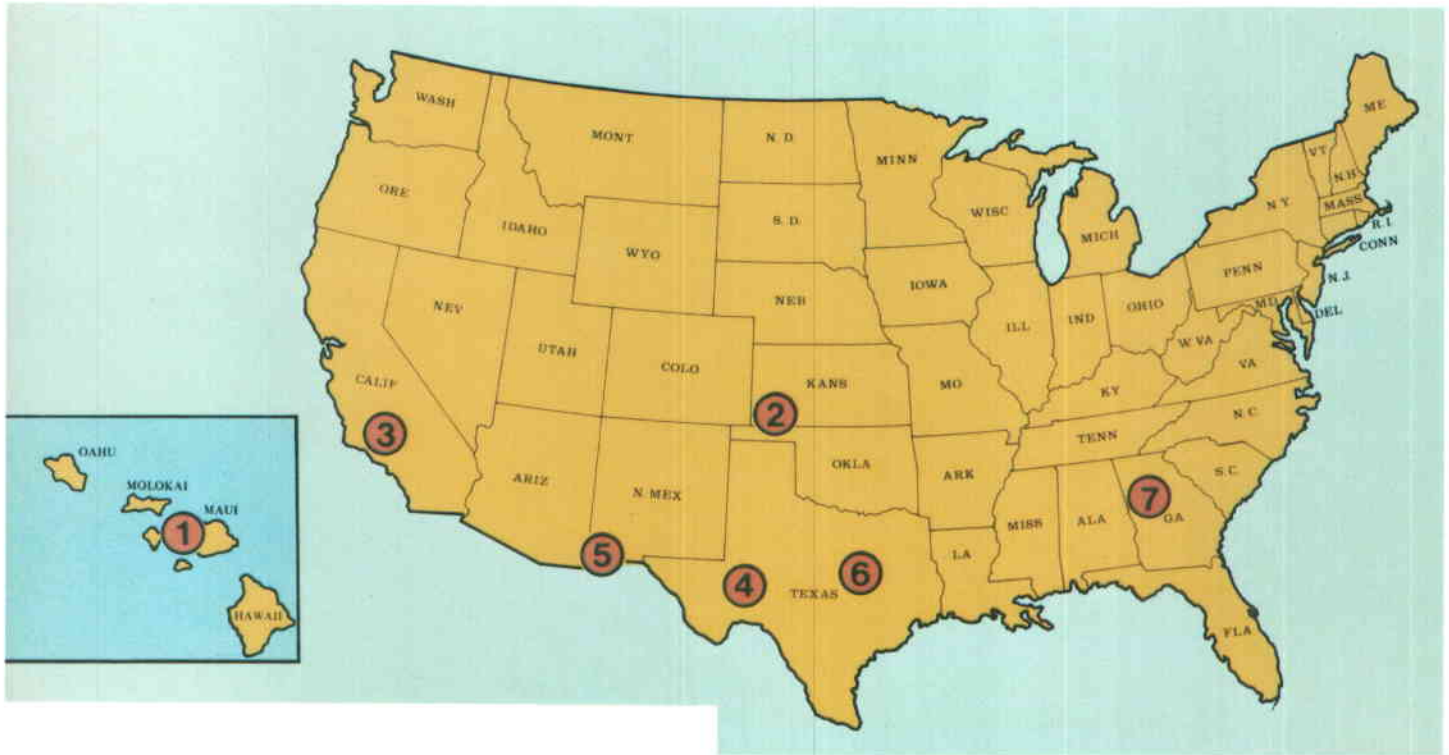 WASH
MONT
N. D.
MINN
ME
VT
N.H.
ORE
IDAHO
S. D.
WISC
MICH
N.Y.
MASS
R.I.
CONN
WYO
IOWA
PENN
N.J.
NEB
NEV
ILL
IND
OHIO
MD
DEL
UTAH
COLO
W. VA
VA
CALIF
KANS
MO
KY
2
N. C.
3
TENN
OAHU
ARIZ
N. MEX
OKLA
ARK
S. C.
MOLOKAI
MAUI
7
1
MISS
ALA
GA
5
LA
4
TEXAS
6
HAWAII
FLA